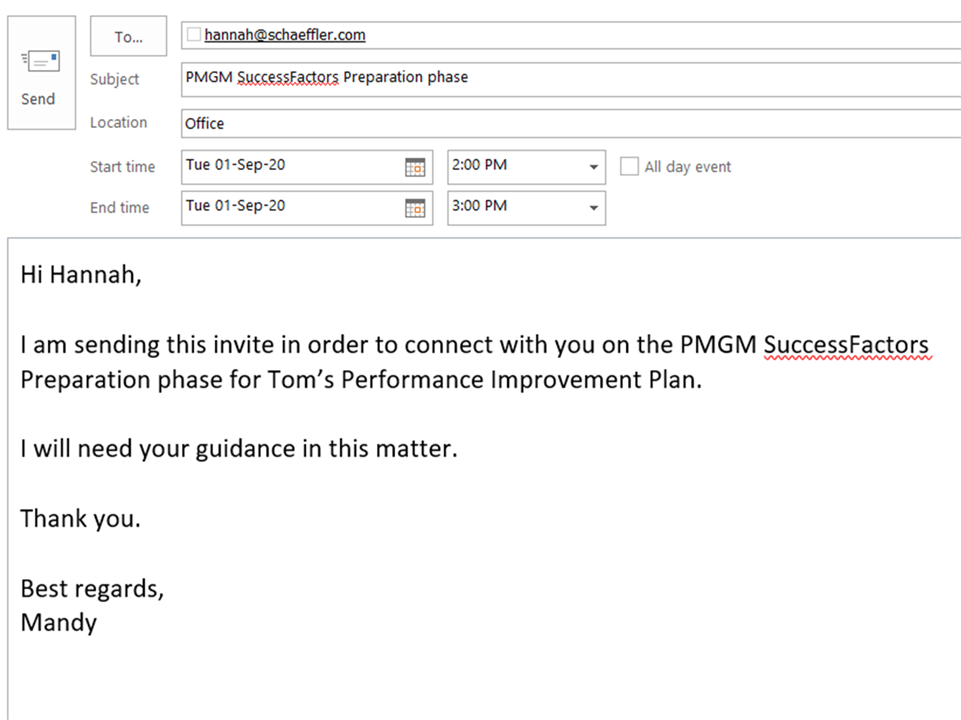 To...
hannah@schaeffler.com
Send
Subject
PMGM SuccessFactors Preparation phase
Location
Office
Start time
Tue 01-Sep-20
2:00 PM
All day event
End time
Tue 01-Sep-20
3:00 PM
Hi Hannah,
I am sending this invite in order to connect with you on the PMGM SuccessFactors
Preparation phase for Tom’s Performance Improvement Plan.
I will need your guidance in this matter.
Thank you.
Best regards,
Mandy